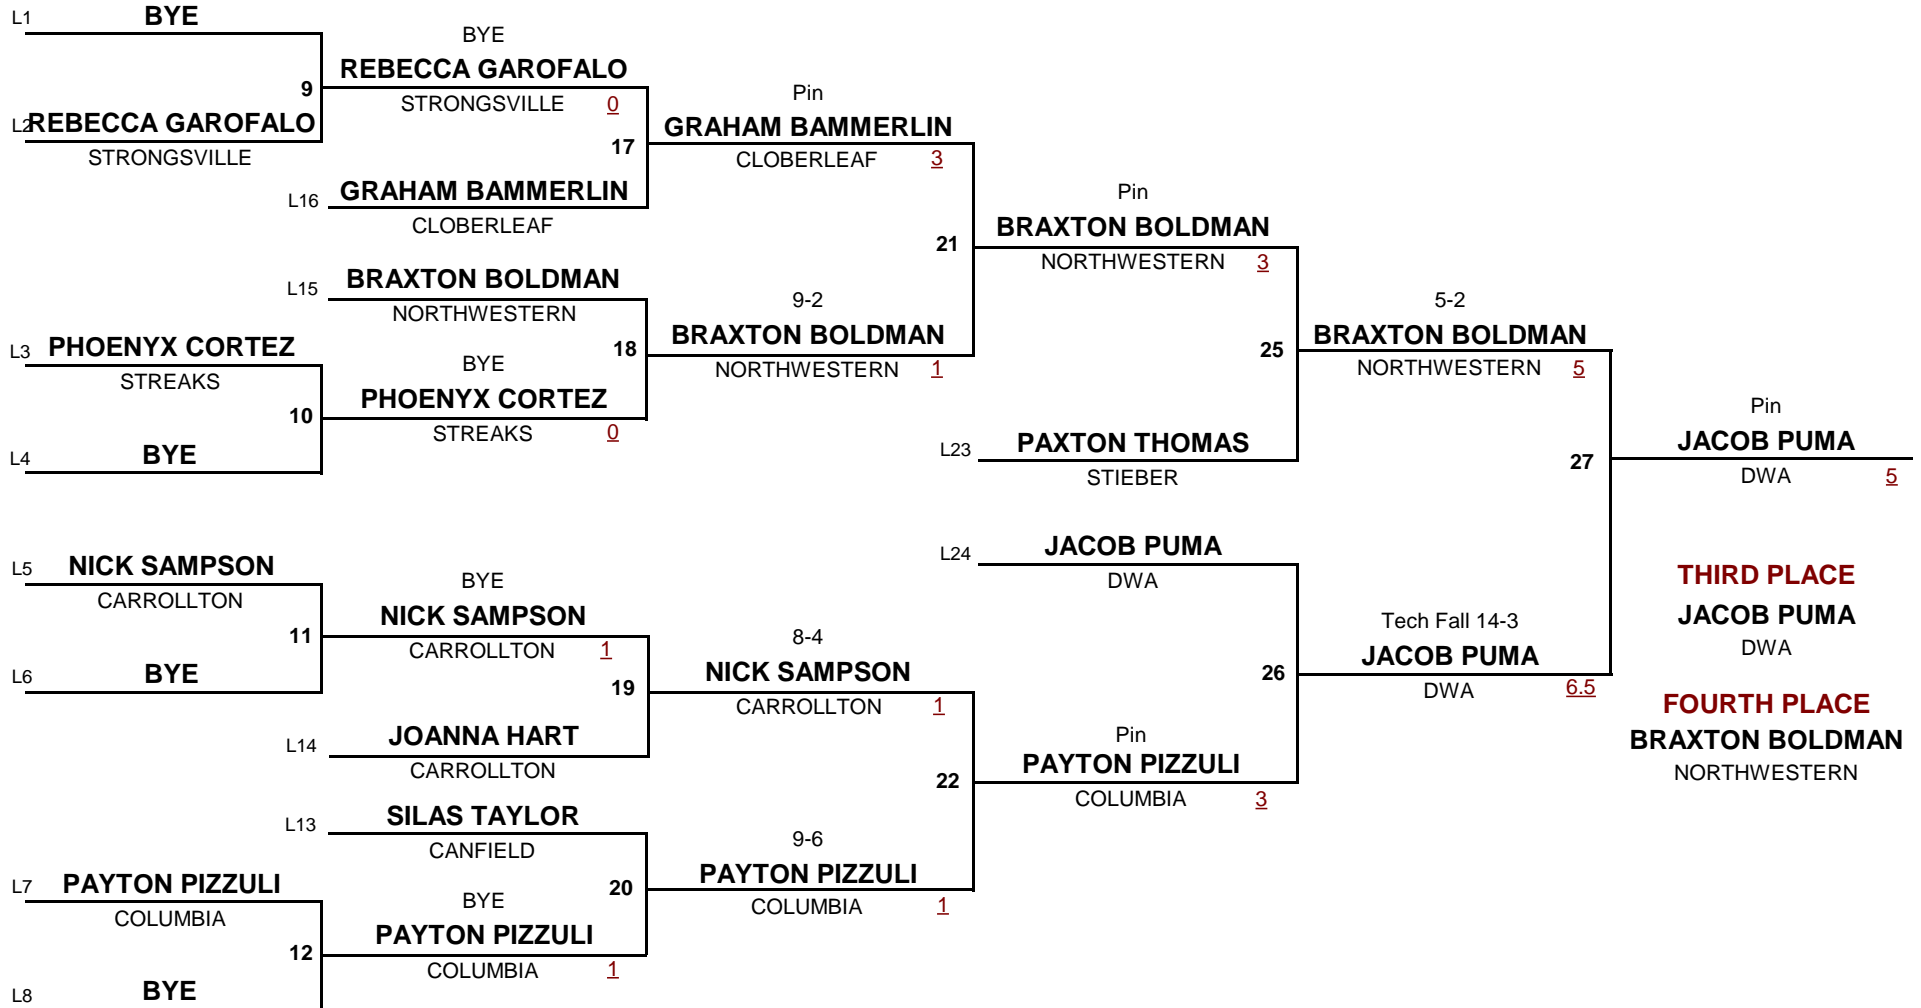 L1 BYE
BYE
REBECCA GAROFALO
9
STRONGSVILLE 0
L2 REBECCA GAROFALO
STRONGSVILLE
Pin
GRAHAM BAMMERLIN
17
CLOBERLEAF 3
L16 GRAHAM BAMMERLIN
CLOBERLEAF
Pin
BRAXTON BOLDMAN
21
NORTHWESTERN 3
L15 BRAXTON BOLDMAN
NORTHWESTERN
9-2
BRAXTON BOLDMAN
18
NORTHWESTERN 1
L3 PHOENYX CORTEZ
STREAKS
BYE
PHOENYX CORTEZ
10
STREAKS 0
L4 BYE
5-2
BRAXTON BOLDMAN
25
NORTHWESTERN 5
L23 PAXTON THOMAS
STIEBER
Pin
JACOB PUMA
27
DWA 5
L5 NICK SAMPSON
CARROLLTON
BYE
NICK SAMPSON
11
CARROLLTON 1
L6 BYE
8-4
NICK SAMPSON
19
CARROLLTON 1
L14 JOANNA HART
CARROLLTON
L24 JACOB PUMA
DWA
Tech Fall 14-3
JACOB PUMA
26
DWA 6.5
Pin
PAYTON PIZZULI
22
COLUMBIA 3
L13 SILAS TAYLOR
CANFIELD
9-6
PAYTON PIZZULI
20
COLUMBIA 1
L7 PAYTON PIZZULI
COLUMBIA
BYE
PAYTON PIZZULI
12
COLUMBIA 1
L8 BYE
THIRD PLACE
JACOB PUMA
DWA
FOURTH PLACE
BRAXTON BOLDMAN
NORTHWESTERN